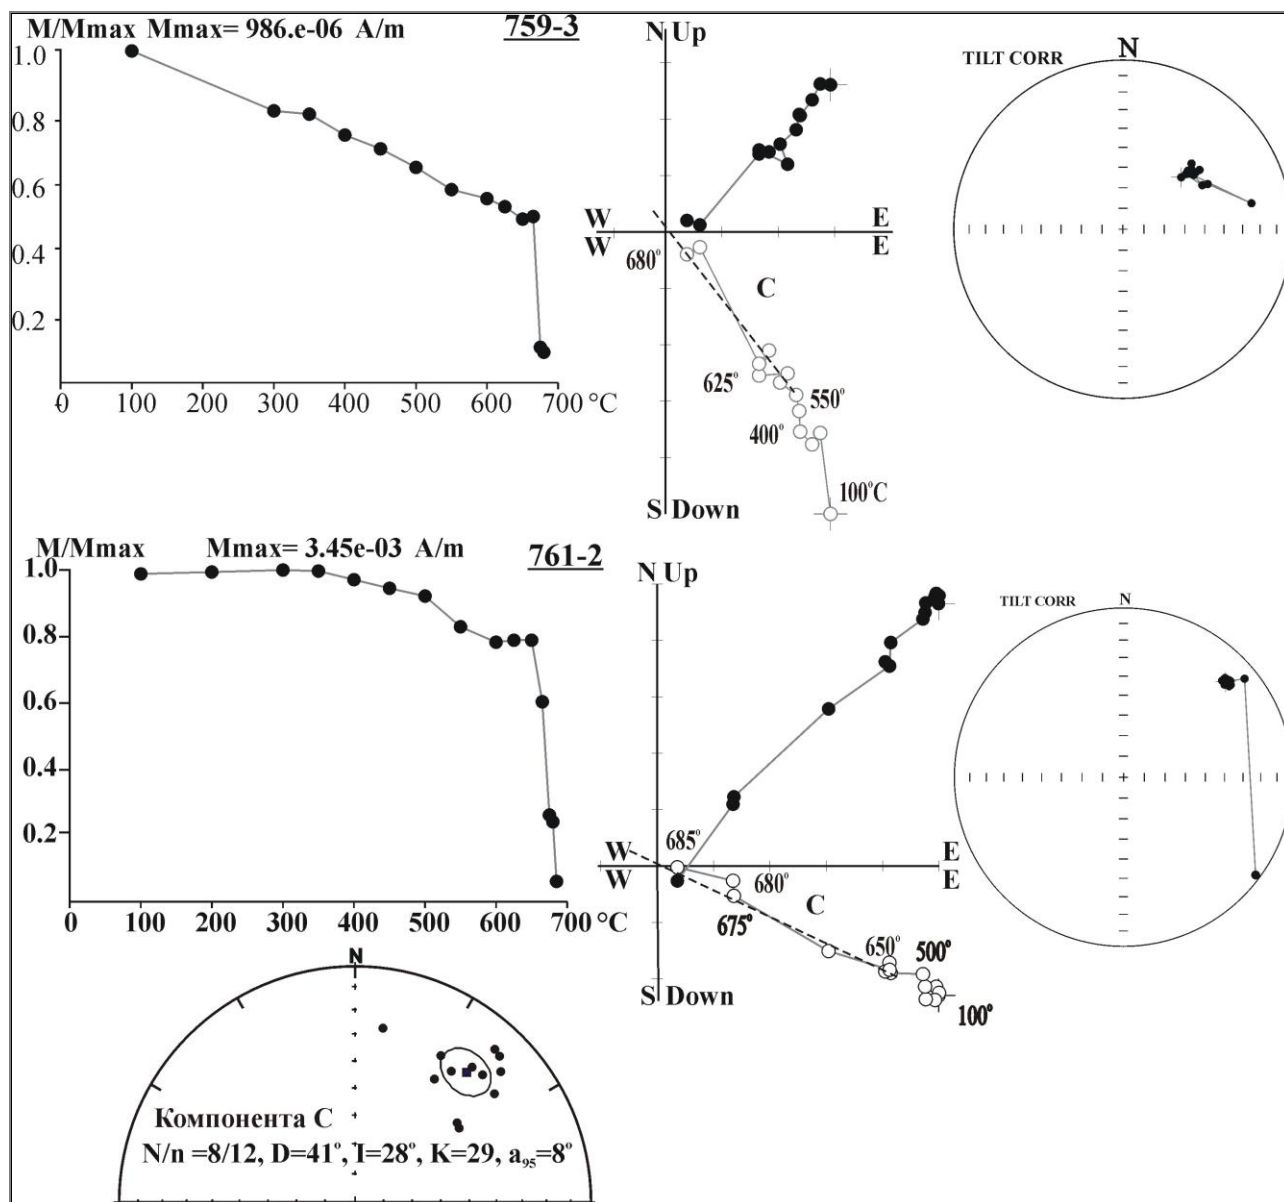 M/Mmax Mmax= 986.e-06 A/m 759-3
1.0
0.8
0.6
0.4
0.2
0 100 200 300 400 500 600 700 °C
N Up
W E
W E
680°
C
625°
550°
400°
100°C
S Down
TILT CORR
N
M/Mmax Mmax= 3.45e-03 A/m 761-2
1.0
0.8
0.6
0.4
0.2
0 100 200 300 400 500 600 700 °C
N Up
685°
W E
W E
680°
C
675°
650°
500°
100°
S Down
TILT CORR
N
N
Компонента C
N/n =8/12, D=41°, I=28°, K=29, a₉₅=8°